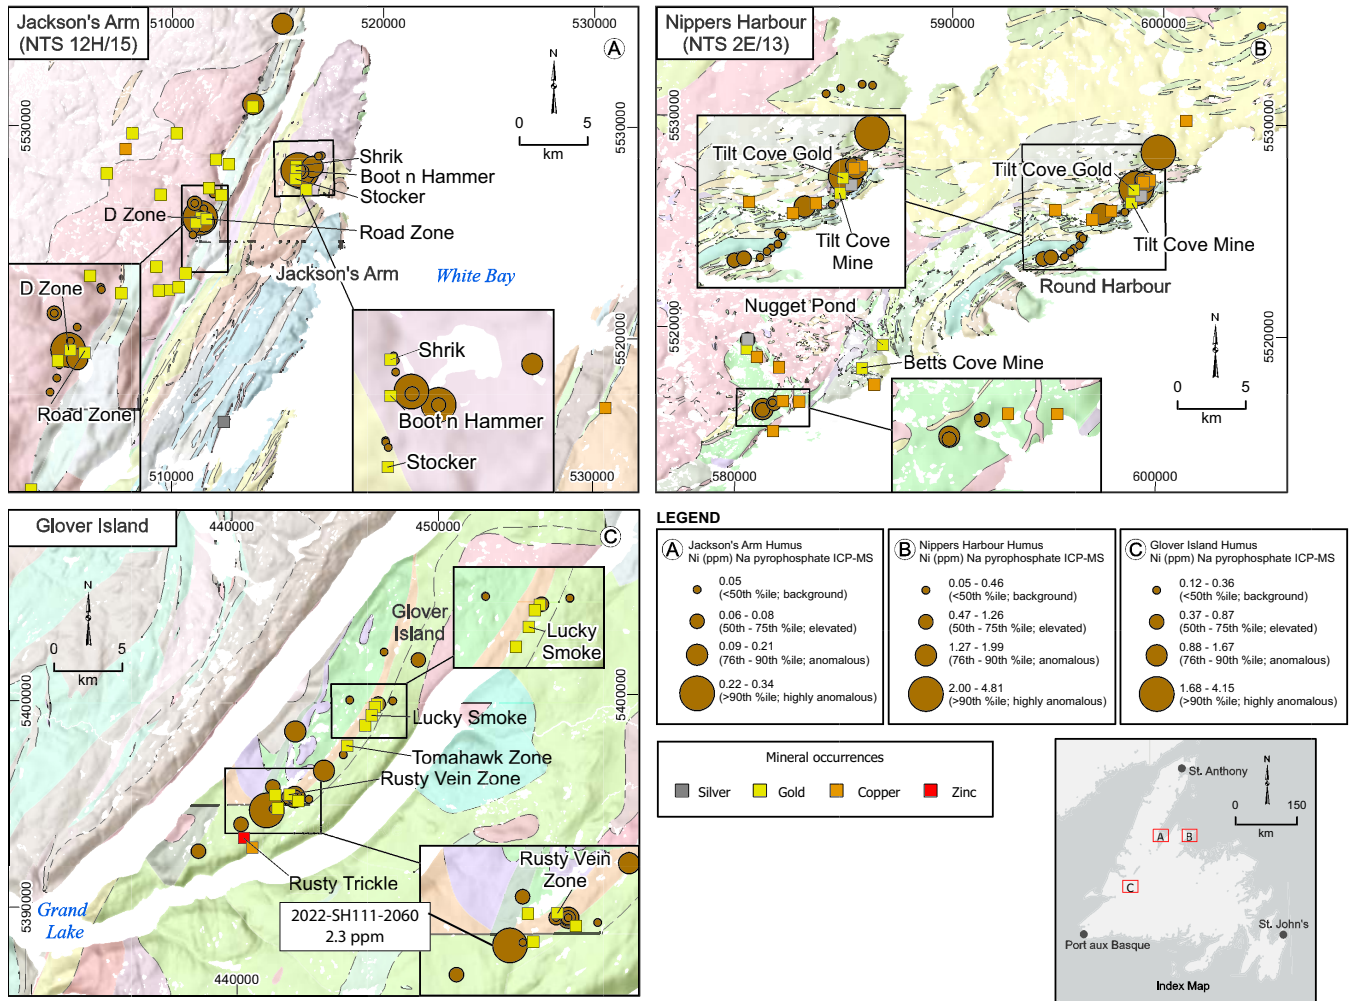 Jackson's Arm
(NTS 12H/15)
510000
520000
530000
A
N
0 5
km
5530000
5530000
Shrik
Boot n Hammer
Stocker
D Zone
Road Zone
Jackson's Arm
White Bay
D Zone
Road Zone
Shrik
Boot n Hammer
Stocker
5520000
510000
530000
Nippers Harbour
(NTS 2E/13)
590000
600000
B
5530000
5530000
Tilt Cove Gold
Tilt Cove
Mine
Tilt Cove Gold
Tilt Cove Mine
Round Harbour
Nugget Pond
Betts Cove Mine
5520000
5520000
N
0 5
km
580000
600000
Glover Island
440000
450000
C
N
0 5
km
Glover
Island
Lucky
Smoke
5400000
5400000
Lucky Smoke
Tomahawk Zone
Rusty Vein Zone
Rusty Trickle
Rusty Vein
Zone
2022-SH111-2060
2.3 ppm
Grand
Lake
5390000
440000
LEGEND
A Jackson's Arm Humus
Ni (ppm) Na pyrophosphate ICP-MS
0.05
(<50th %ile; background)
0.06 - 0.08
(50th - 75th %ile; elevated)
0.09 - 0.21
(76th - 90th %ile; anomalous)
0.22 - 0.34
(>90th %ile; highly anomalous)
B Nippers Harbour Humus
Ni (ppm) Na pyrophosphate ICP-MS
0.05 - 0.46
(<50th %ile; background)
0.47 - 1.26
(50th - 75th %ile; elevated)
1.27 - 1.99
(76th - 90th %ile; anomalous)
2.00 - 4.81
(>90th %ile; highly anomalous)
C Glover Island Humus
Ni (ppm) Na pyrophosphate ICP-MS
0.12 - 0.36
(<50th %ile; background)
0.37 - 0.87
(50th - 75th %ile; elevated)
0.88 - 1.67
(76th - 90th %ile; anomalous)
1.68 - 4.15
(>90th %ile; highly anomalous)
Mineral occurrences
Silver Gold Copper Zinc
St. Anthony
N
0 150
km
A
B
C
St. John's
Port aux Basque
Index Map